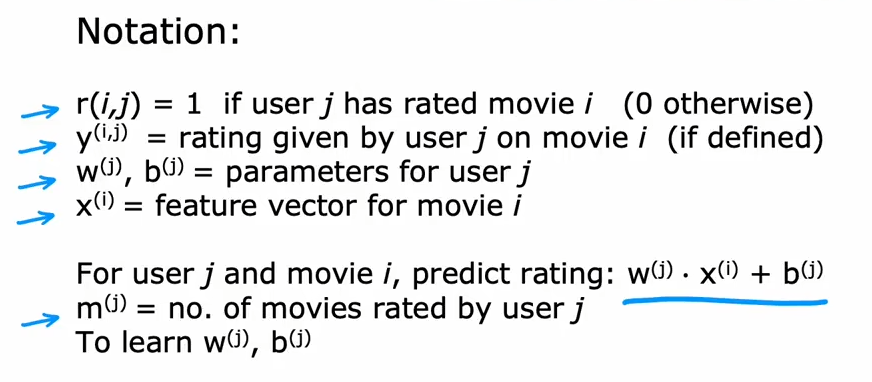 Notation:
r(i,j) = 1 if user j has rated movie i (0 otherwise)
y⁽ⁱ,ʲ⁾ = rating given by user j on movie i (if defined)
w⁽ʲ⁾, b⁽ʲ⁾ = parameters for user j
x⁽ⁱ⁾ = feature vector for movie i
For user j and movie i, predict rating: w⁽ʲ⁾ · x⁽ⁱ⁾ + b⁽ʲ⁾
m⁽ʲ⁾ = no. of movies rated by user j
To learn w⁽ʲ⁾, b⁽ʲ⁾